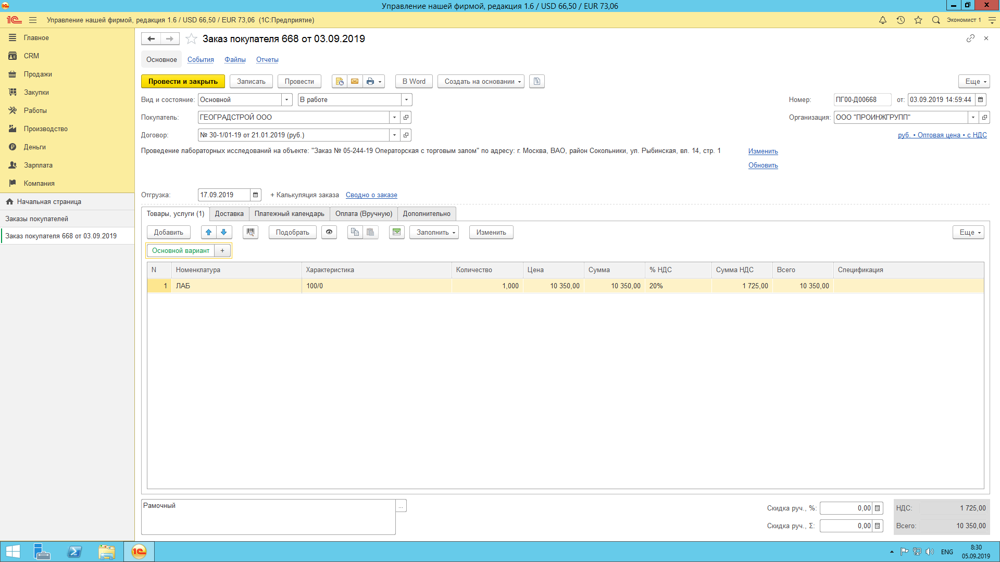 Управление нашей фирмой, редакция 1.6 / USD 66,50 / EUR 73,06
Управление нашей фирмой, редакция 1.6 / USD 66,50 / EUR 73,06 (1С:Предприятие)
Экономист 1
Главное
CRM
Продажи
Закупки
Работы
Производство
Деньги
Зарплата
Компания
Начальная страница
Заказы покупателей
Заказ покупателя 668 от 03.09.2019
Заказ покупателя 668 от 03.09.2019
Основное События Файлы Отчеты
Провести и закрыть Записать Провести В Word Создать на основании Еще
Вид и состояние: Основной В работе Номер: ПГ00-Д00668 от: 03.09.2019 14:59:44
Покупатель: ГЕОГРАДСТРОЙ ООО Организация: ООО "ПРОИНЖГРУПП"
Договор: № 30-1/01-19 от 21.01.2019 (руб.) руб. • Оптовая цена • с НДС
Проведение лабораторных исследований на объекте: "Заказ № 05-244-19 Операторская с торговым залом" по адресу: г. Москва, ВАО, район Сокольники, ул. Рыбинская, вл. 14, стр. 1 Изменить
Обновить
Отгрузка: 17.09.2019 + Калькуляция заказа Сводно о заказе
Товары, услуги (1) Доставка Платежный календарь Оплата (Вручную) Дополнительно
Добавить Подобрать Заполнить Изменить Еще
Основной вариант +
N Номенклатура Характеристика Количество Цена Сумма % НДС Сумма НДС Всего Спецификация
1 ЛАБ 100/0 1,000 10 350,00 10 350,00 20% 1 725,00 10 350,00
Рамочный ...
Скидка руч., %: 0,00 НДС: 1 725,00
Скидка руч., Σ: 0,00 Всего: 10 350,00
ENG
8:30
05.09.2019